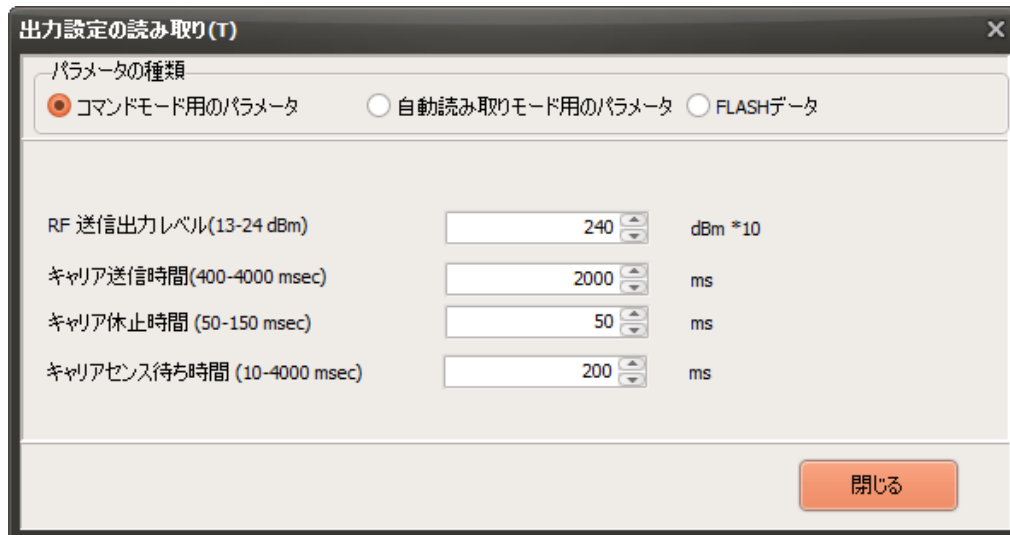 出力設定の読み取り(T)
パラメータの種類
コマンドモード用のパラメータ 自動読み取りモード用のパラメータ FLASHデータ
RF 送信出力レベル(13-24 dBm) 240 dBm *10
キャリア送信時間(400-4000 msec) 2000 ms
キャリア休止時間 (50-150 msec) 50 ms
キャリアセンス待ち時間 (10-4000 msec) 200 ms
閉じる